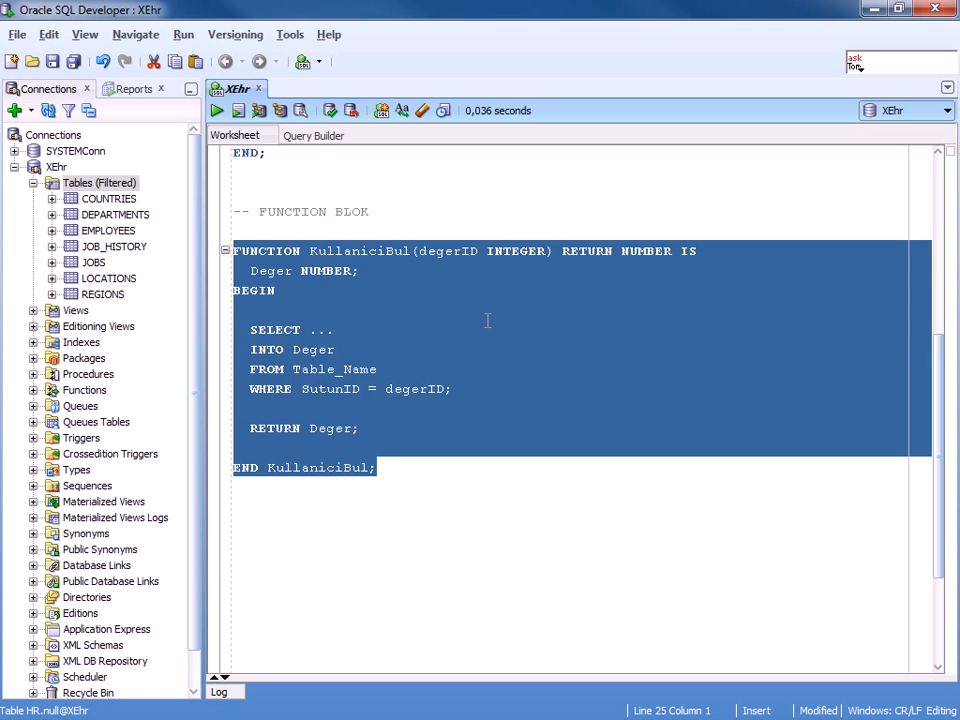 Oracle SQL Developer : XEhr
File Edit View Navigate Run Versioning Tools Help
ask
Tom
Connections Reports
XEhr
0,036 seconds
XEhr
Worksheet Query Builder
Connections
SYSTEMConn
XEhr
Tables (Filtered)
COUNTRIES
DEPARTMENTS
EMPLOYEES
JOB_HISTORY
JOBS
LOCATIONS
REGIONS
Views
Editioning Views
Indexes
Packages
Procedures
Functions
Queues
Queues Tables
Triggers
Crossedition Triggers
Types
Sequences
Materialized Views
Materialized Views Logs
Synonyms
Public Synonyms
Database Links
Public Database Links
Directories
Editions
Application Express
XML Schemas
XML DB Repository
Scheduler
Recycle Bin
END;
-- FUNCTION BLOK
FUNCTION KullaniciBul(degerID INTEGER) RETURN NUMBER IS
Deger NUMBER;
BEGIN
SELECT ...
INTO Deger
FROM Table_Name
WHERE SutunID = degerID;
RETURN Deger;
END KullaniciBul;
Log
Table HR.null@XEhr
Line 25 Column 1 Insert Modified Windows: CR/LF Editing